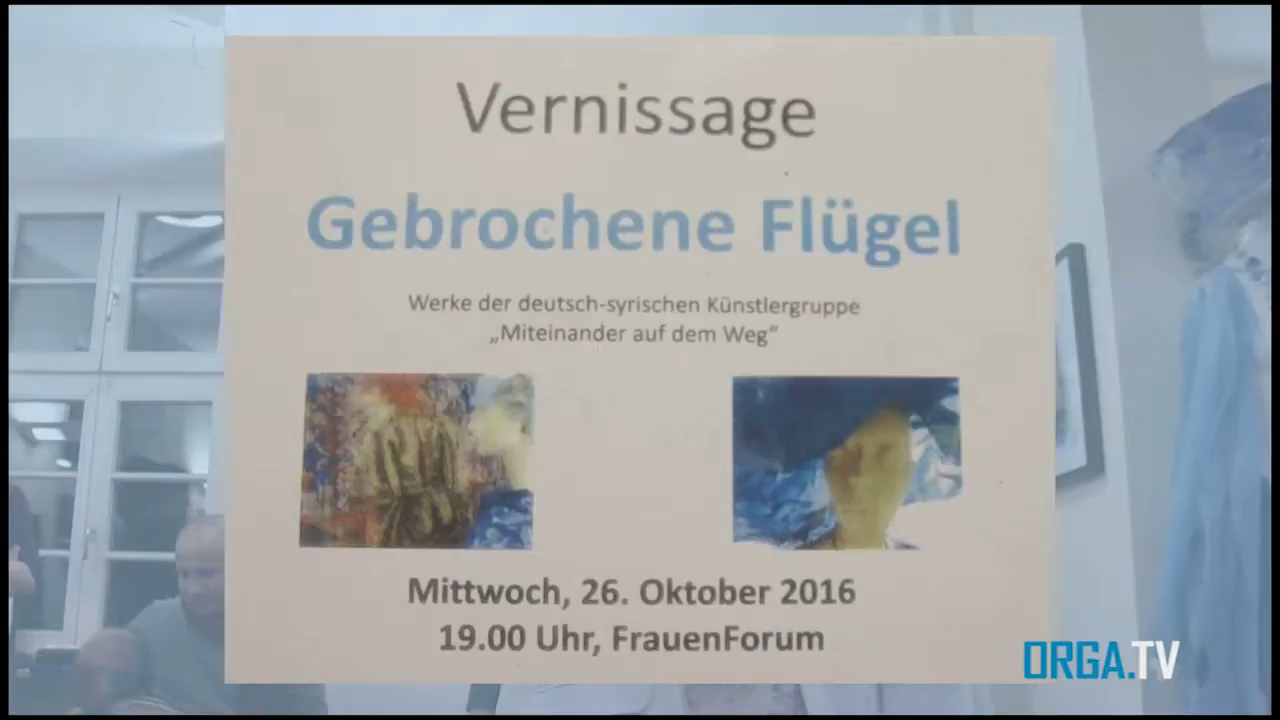 Vernissage
Gebrochene Flügel
Werke der deutsch-syrischen Künstlergruppe
„Miteinander auf dem Weg“
Mittwoch, 26. Oktober 2016
19.00 Uhr, FrauenForum
ORGA.TV